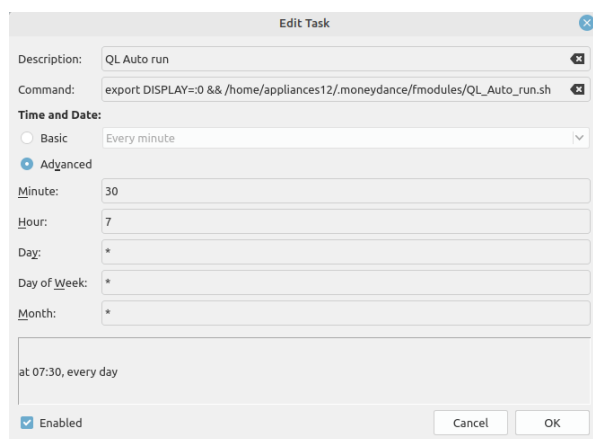 Edit Task
Description: QL Auto run
Command: export DISPLAY=:0 && /home/appliances12/.moneydance/fmodules/QL_Auto_run.sh
Time and Date:
Basic Every minute
Advanced
Minute: 30
Hour: 7
Day: *
Day of Week: *
Month: *
at 07:30, every day
Enabled Cancel OK